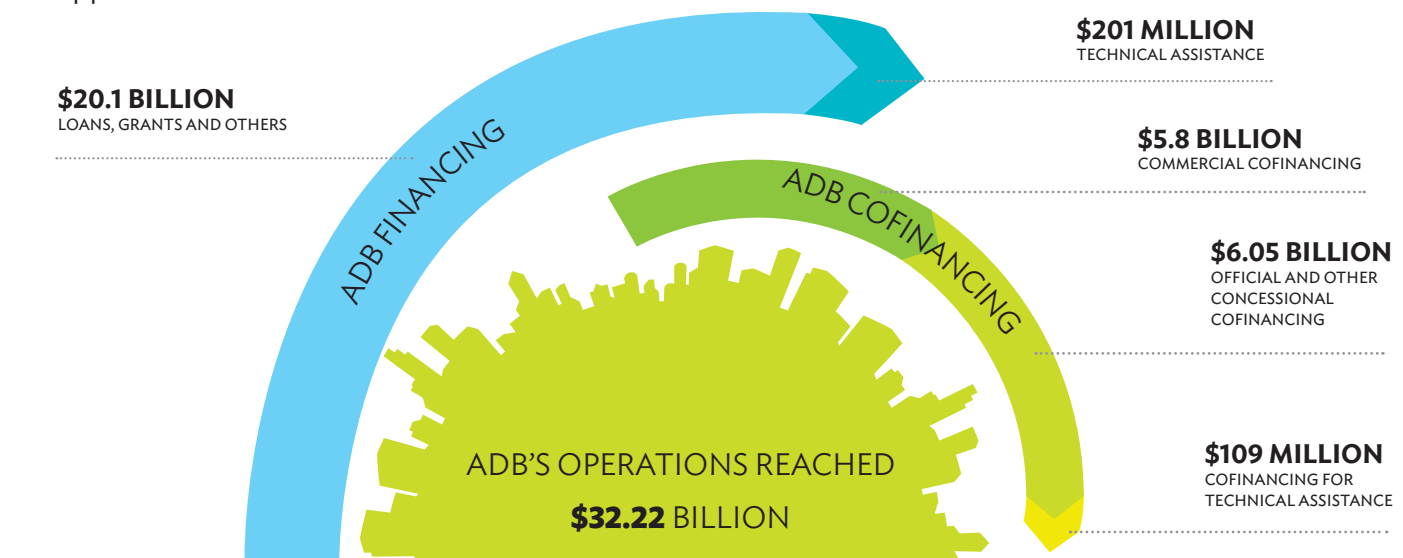 $20.1 BILLION
LOANS, GRANTS AND OTHERS
ADB FINANCING
$201 MILLION
TECHNICAL ASSISTANCE
ADB COFINANCING
$5.8 BILLION
COMMERCIAL COFINANCING
$6.05 BILLION
OFFICIAL AND OTHER
CONCESSIONAL
COFINANCING
$109 MILLION
COFINANCING FOR
TECHNICAL ASSISTANCE
ADB'S OPERATIONS REACHED
$32.22 BILLION